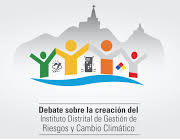 Debate sobre la creación del
Instituto Distrital de Gestión de
Riesgos y Cambio Climático